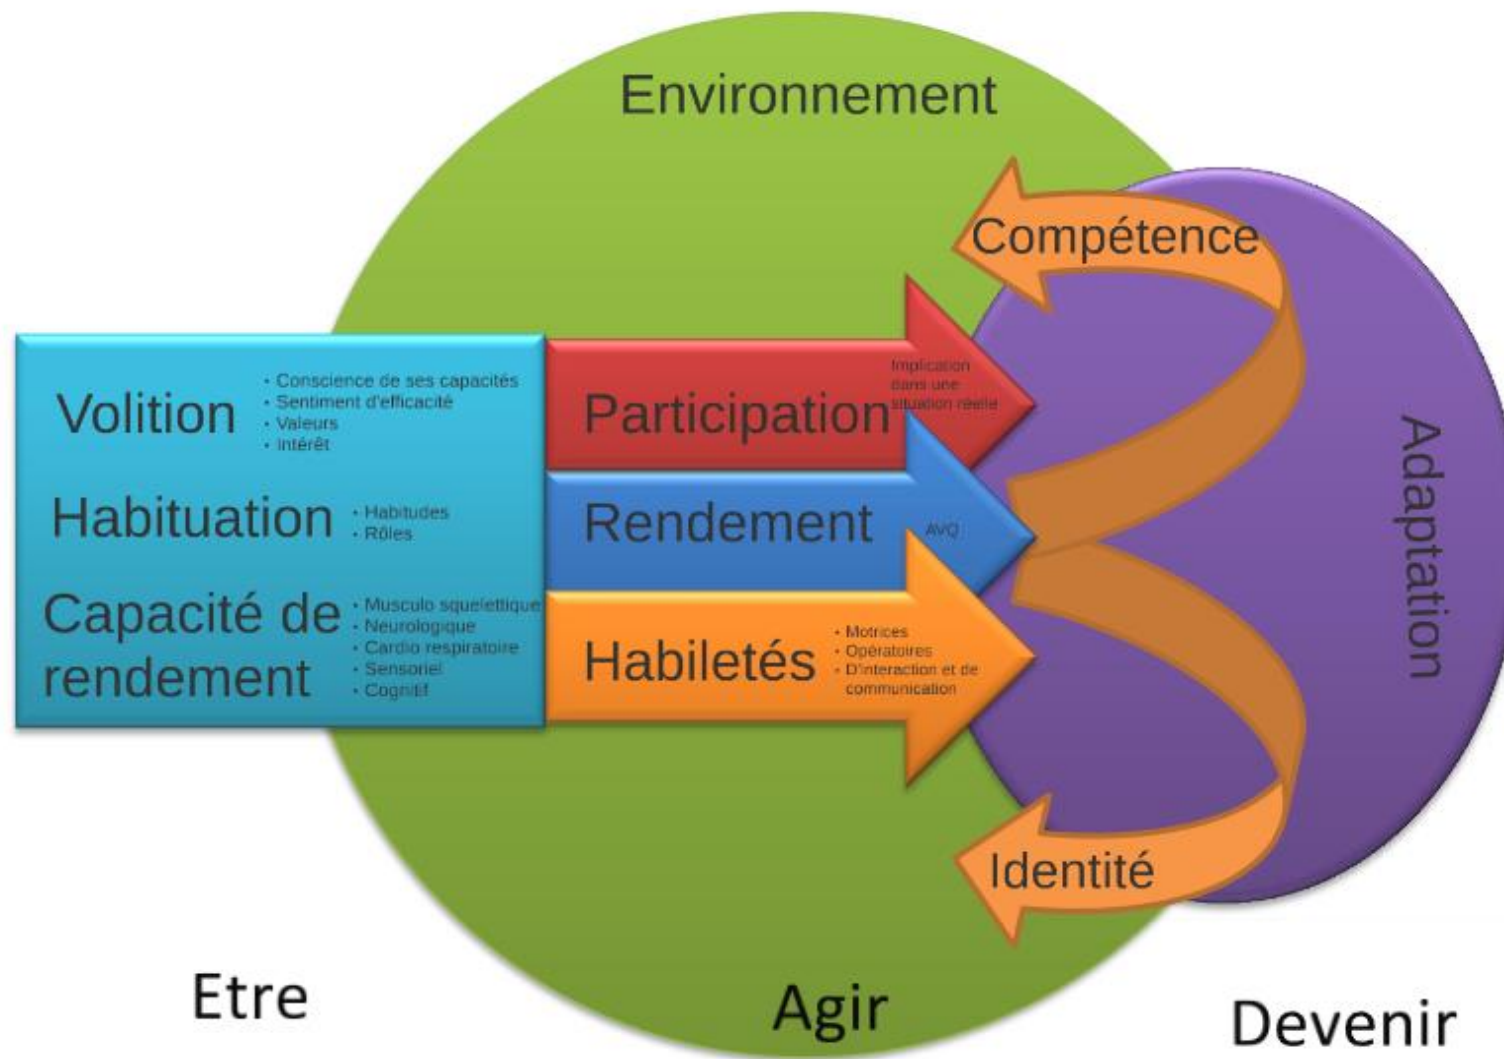 Environnement
Compétence
Volition
• Conscience de ses capacités
• Sentiment d'efficacité
• Valeurs
• Intérêt
Participation
Implication
dans une
situation réelle
Habituation
• Habitudes
• Rôles
Rendement
AVQ
Capacité de
rendement
• Musculo squelettique
• Neurologique
• Cardio respiratoire
• Sensoriel
• Cognitif
Habiletés
• Motrices
• Opératoires
• D'interaction et de
communication
Adaptation
Identité
Etre
Agir
Devenir